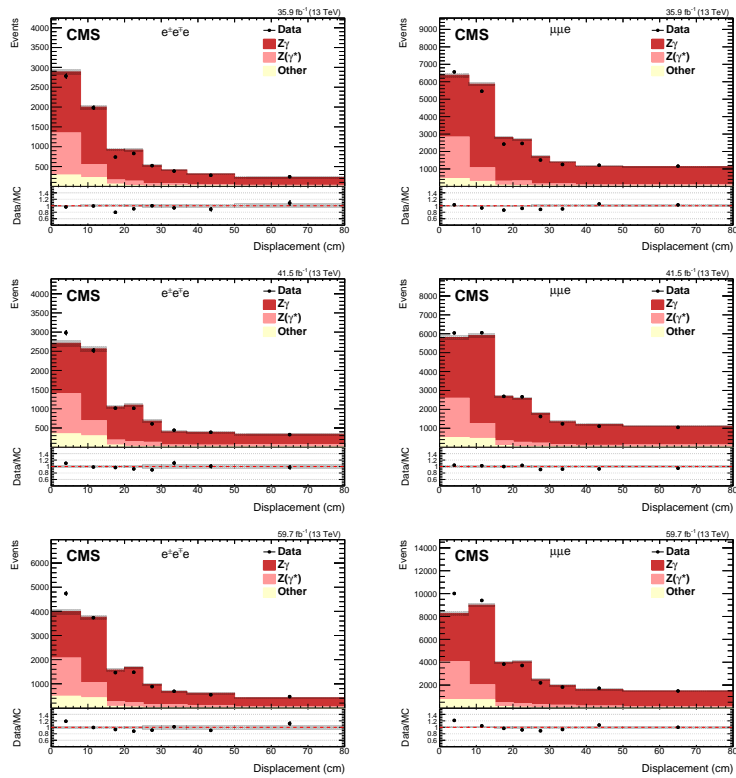 35.9 fb⁻¹ (13 TeV)
Events
4000
3500
3000
2500
2000
1500
1000
500
CMS
e±e∓e
Data
Zγ
Z(γ*)
Other
Data/MC
1.4
1.2
1
0.8
0.6
0 10 20 30 40 50 60 70 80
Displacement (cm)
35.9 fb⁻¹ (13 TeV)
Events
9000
8000
7000
6000
5000
4000
3000
2000
1000
CMS
μμe
Data
Zγ
Z(γ*)
Other
Data/MC
1.4
1.2
1
0.8
0.6
0 10 20 30 40 50 60 70 80
Displacement (cm)
41.5 fb⁻¹ (13 TeV)
Events
4000
3500
3000
2500
2000
1500
1000
500
CMS
e±e∓e
Data
Zγ
Z(γ*)
Other
Data/MC
1.4
1.2
1
0.8
0.6
0 10 20 30 40 50 60 70 80
Displacement (cm)
41.5 fb⁻¹ (13 TeV)
Events
8000
7000
6000
5000
4000
3000
2000
1000
CMS
μμe
Data
Zγ
Z(γ*)
Other
Data/MC
1.4
1.2
1
0.8
0.6
0 10 20 30 40 50 60 70 80
Displacement (cm)
59.7 fb⁻¹ (13 TeV)
Events
6000
5000
4000
3000
2000
1000
CMS
e±e∓e
Data
Zγ
Z(γ*)
Other
Data/MC
1.4
1.2
1
0.8
0.6
0 10 20 30 40 50 60 70 80
Displacement (cm)
59.7 fb⁻¹ (13 TeV)
Events
14000
12000
10000
8000
6000
4000
2000
CMS
μμe
Data
Zγ
Z(γ*)
Other
Data/MC
1.4
1.2
1
0.8
0.6
0 10 20 30 40 50 60 70 80
Displacement (cm)